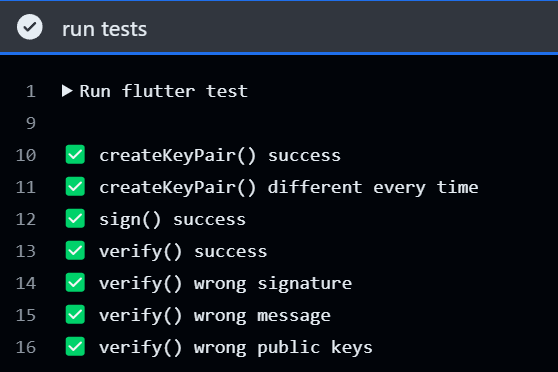 run tests
1 ▶ Run flutter test
9
10 ✅ createKeyPair() success
11 ✅ createKeyPair() different every time
12 ✅ sign() success
13 ✅ verify() success
14 ✅ verify() wrong signature
15 ✅ verify() wrong message
16 ✅ verify() wrong public keys